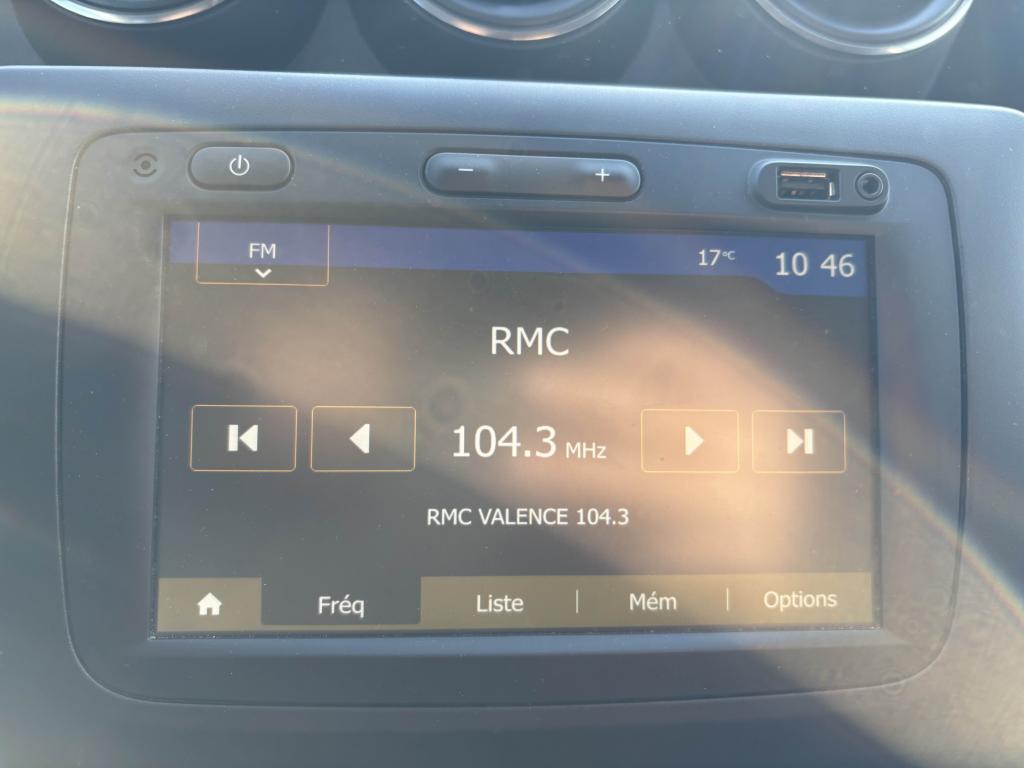 FM
17°C
10 46
RMC
104.3 MHz
RMC VALENCE 104.3
Fréq
Liste
Mém
Options